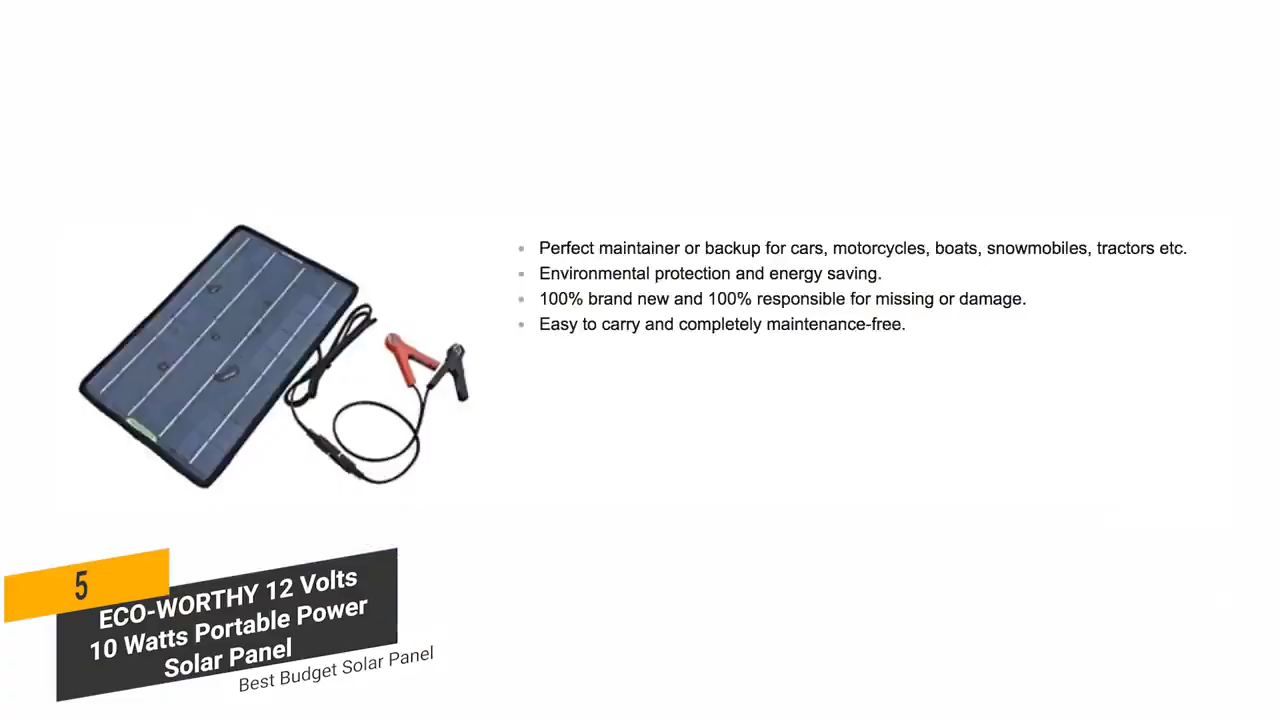 Perfect maintainer or backup for cars, motorcycles, boats, snowmobiles, tractors etc.
Environmental protection and energy saving.
100% brand new and 100% responsible for missing or damage.
Easy to carry and completely maintenance-free.
5
ECO-WORTHY 12 Volts
10 Watts Portable Power
Solar Panel
Best Budget Solar Panel